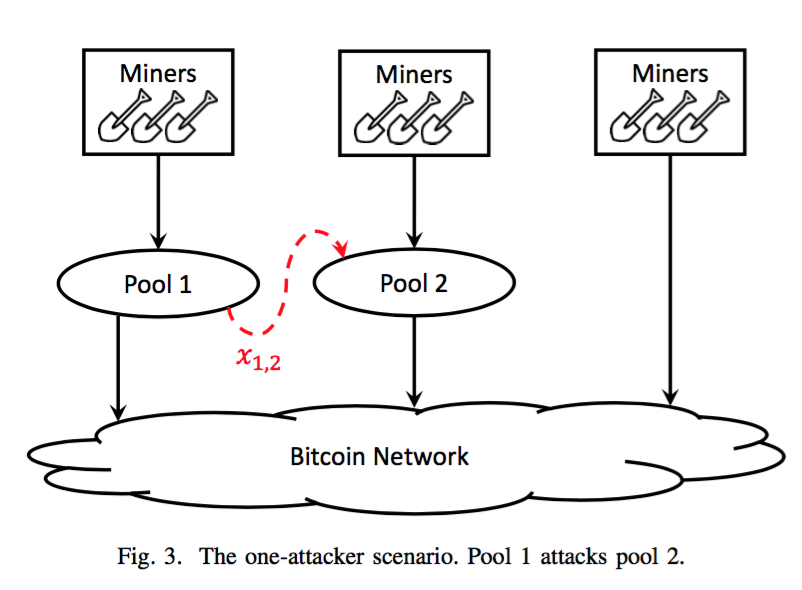 Miners
Miners
Miners
Pool 1
Pool 2
x1,2
Bitcoin Network
Fig. 3. The one-attacker scenario. Pool 1 attacks pool 2.